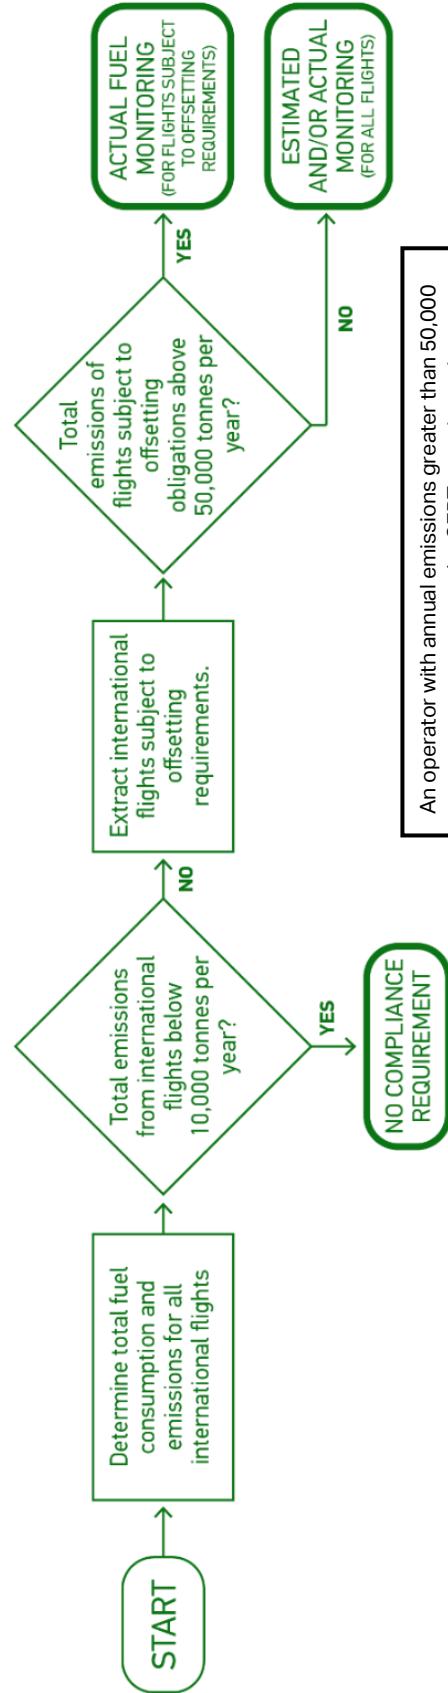 START
Determine total fuel
consumption and
emissions for all
international flights
Total emissions
from international
flights below
10,000 tonnes per
year?
YES
NO COMPLIANCE
REQUIREMENT
NO
Extract international
flights subject to
offsetting
requirements.
Total
emissions of
flights subject to
offsetting
obligations above
50,000 tonnes per
year?
YES
ACTUAL FUEL
MONITORING
(FOR FLIGHTS SUBJECT
TO OFFSETTING
REQUIREMENTS)
NO
ESTIMATED
AND/OR ACTUAL
MONITORING
(FOR ALL FLIGHTS)
An operator with annual emissions greater than 50,000